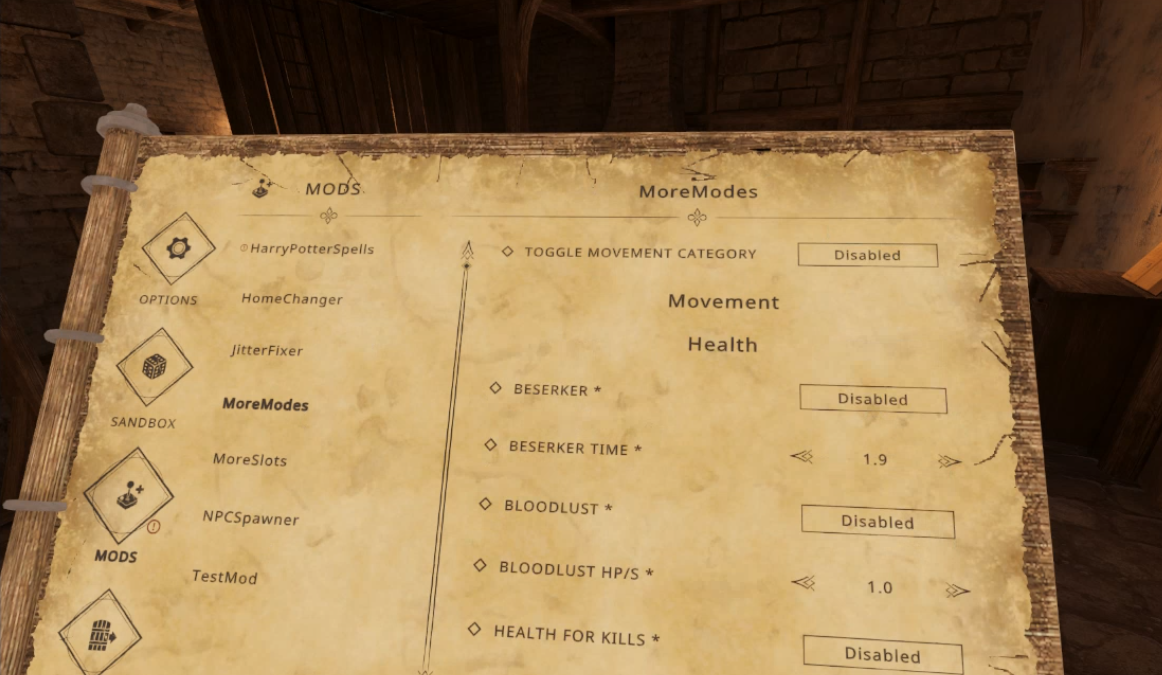 MODS
OPTIONS
SANDBOX
MODS
HarryPotterSpells
HomeChanger
JitterFixer
MoreModes
MoreSlots
NPCSpawner
TestMod
MoreModes
TOGGLE MOVEMENT CATEGORY Disabled
Movement
Health
BESERKER * Disabled
BESERKER TIME * 1.9
BLOODLUST * Disabled
BLOODLUST HP/S * 1.0
HEALTH FOR KILLS * Disabled